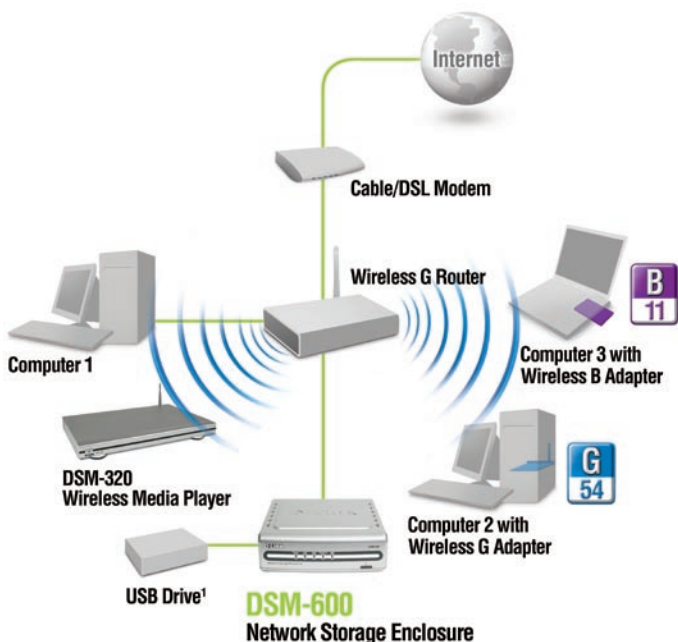 Internet
Cable/DSL Modem
Wireless G Router
B
11
Computer 1
Computer 3 with
Wireless B Adapter
DSM-320
Wireless Media Player
G
54
Computer 2 with
Wireless G Adapter
USB Drive¹
DSM-600
Network Storage Enclosure